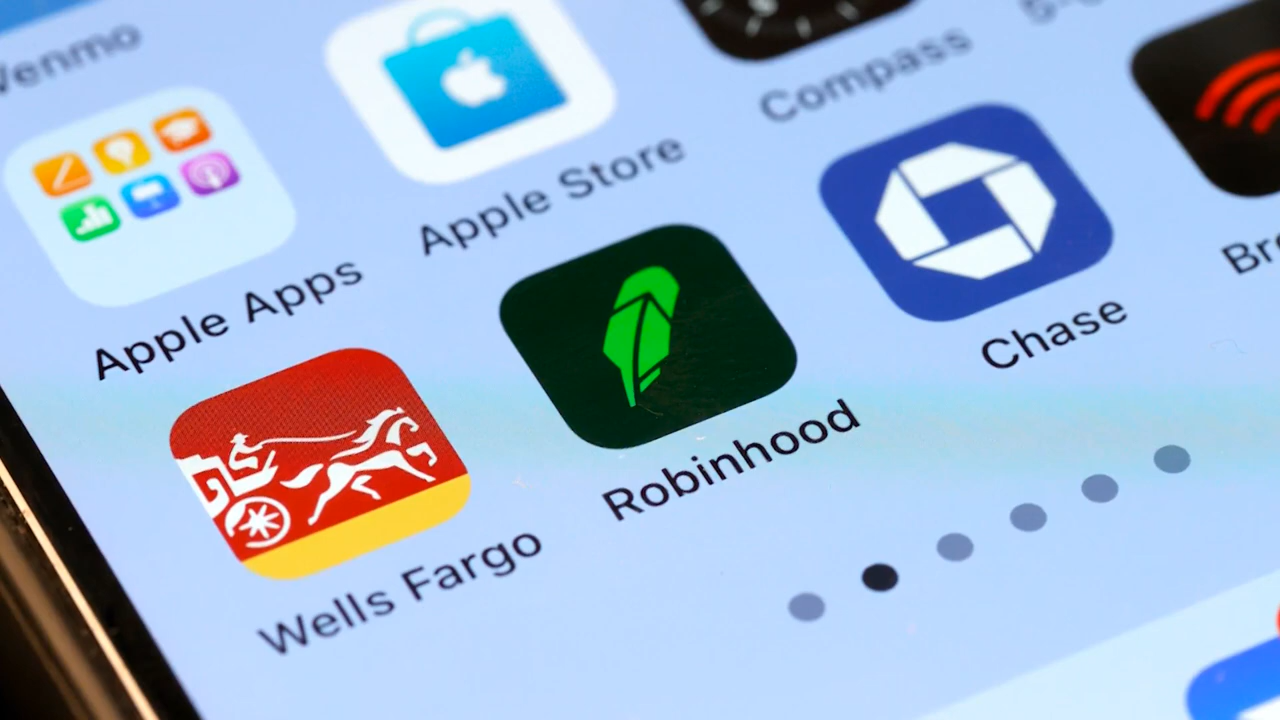 Venmo
Compass
Apple Apps
Apple Store
Chase
Wells Fargo
Robinhood